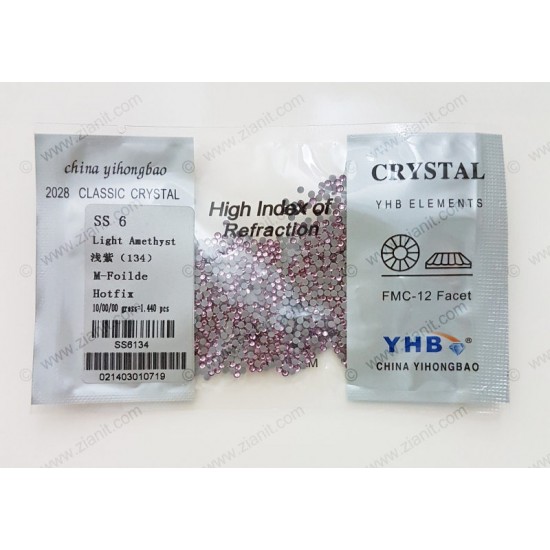 china yihongbao
2028 CLASSIC CRYSTAL
SS 6
Light Amethyst
浅紫 (134)
M-Foilde
Hotfix
10/00/00 gross=1,440 pcs
SS6134
021403010719
High Index of
Refraction
M
CRYSTAL
YHB ELEMENTS
FMC-12 Facet
YHB
CHINA YIHONGBAO
© www.zianit.com